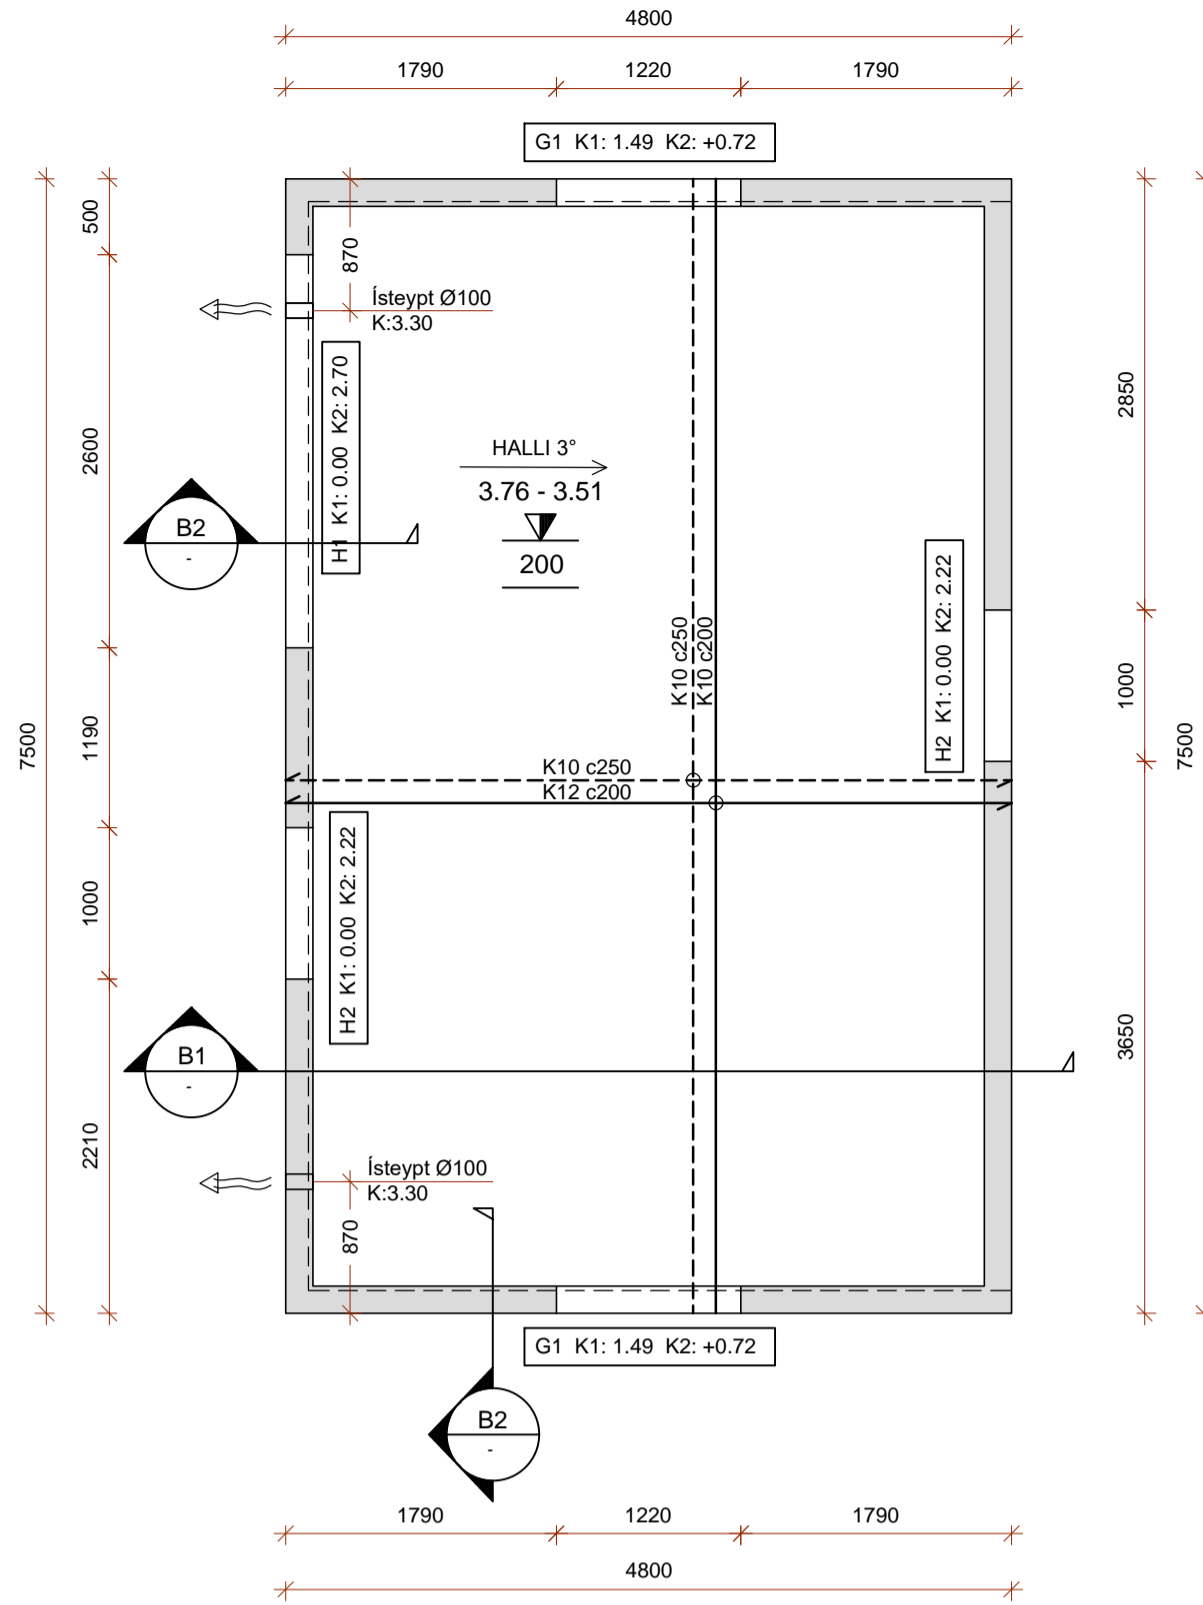 4800
1790 1220 1790
G1 K1: 1.49 K2: +0.72
500
870
Ísteypt Ø100
K:3.30
H1 K1: 0.00 K2: 2.70
2600
2850
HALLI 3°
3.76 - 3.51
200
B2
-
K10 c250
K10 c200
H2 K1: 0.00 K2: 2.22
1000
7500
1190
7500
K10 c250
K12 c200
H2 K1: 0.00 K2: 2.22
1000
B1
-
3650
2210
Ísteypt Ø100
K:3.30
870
G1 K1: 1.49 K2: +0.72
B2
-
1790 1220 1790
4800